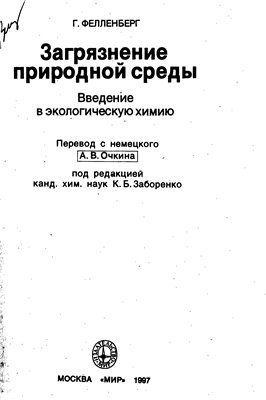 Г. ФЕЛЛЕНБЕРГ
Загрязнение
природной среды
Введение
в экологическую химию
Перевод с немецкого
А. В. Очкина
под редакцией
канд. хим. наук К. Б. Заборенко
МОСКВА «МИР» 1997